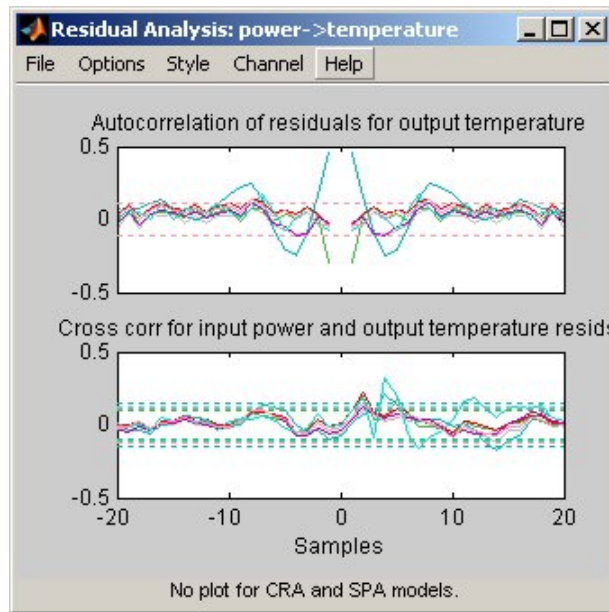 Residual Analysis: power->temperature
File Options Style Channel Help
Autocorrelation of residuals for output temperature
0.5
0
-0.5
Cross corr for input power and output temperature resids
0.5
0
-0.5
-20 -10 0 10 20
Samples
No plot for CRA and SPA models.